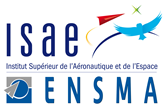 isae
Institut Supérieur de l'Aéronautique et de l'Espace
ENSMA